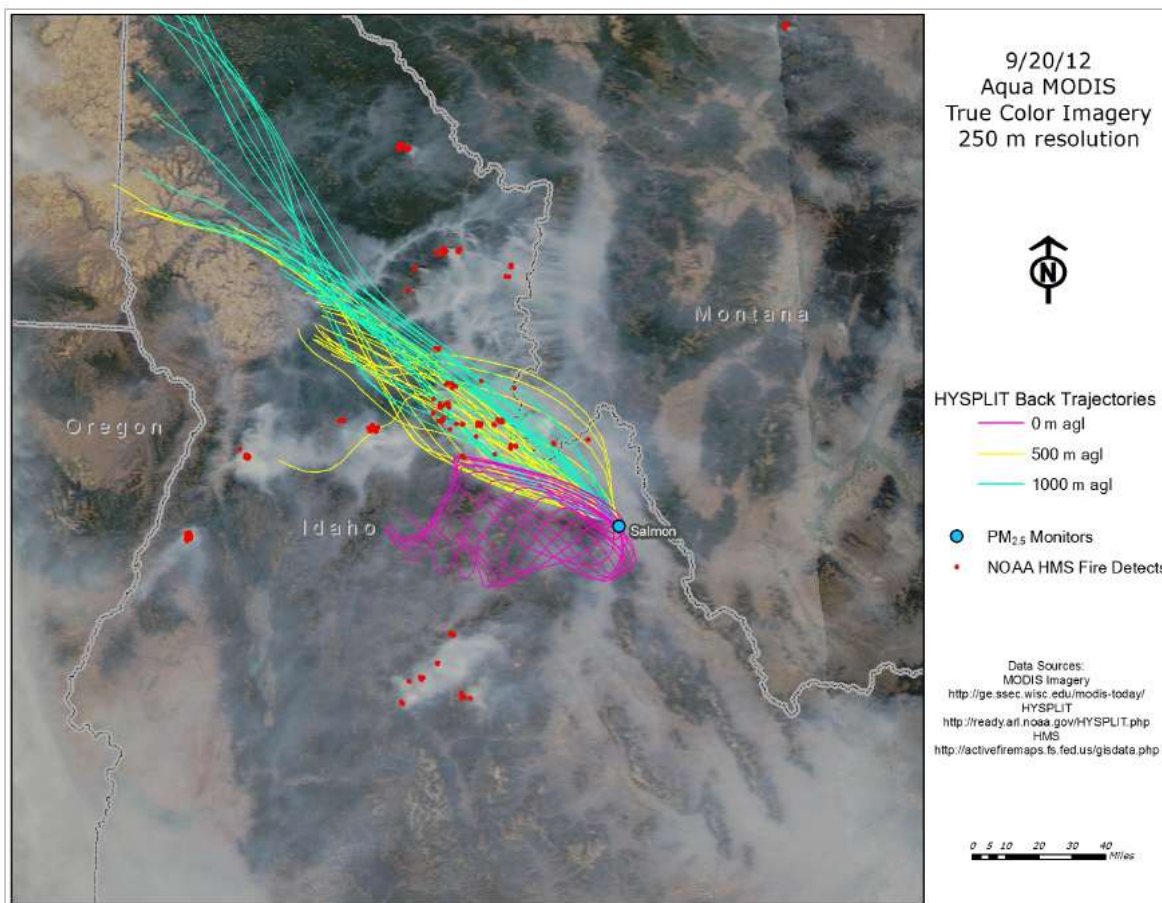 9/20/12
Aqua MODIS
True Color Imagery
250 m resolution
N
Montana
HYSPLIT Back Trajectories
0 m agl
500 m agl
1000 m agl
Oregon
Idaho
Salmon
PM2.5 Monitors
NOAA HMS Fire Detects
Data Sources:
MODIS Imagery
http://ge.ssec.wisc.edu/modis-today/
HYSPLIT
http://ready.arl.noaa.gov/HYSPLIT.php
HMS
http://activefiremaps.fs.fed.us/gisdata.php
0 5 10 20 30 40
Miles